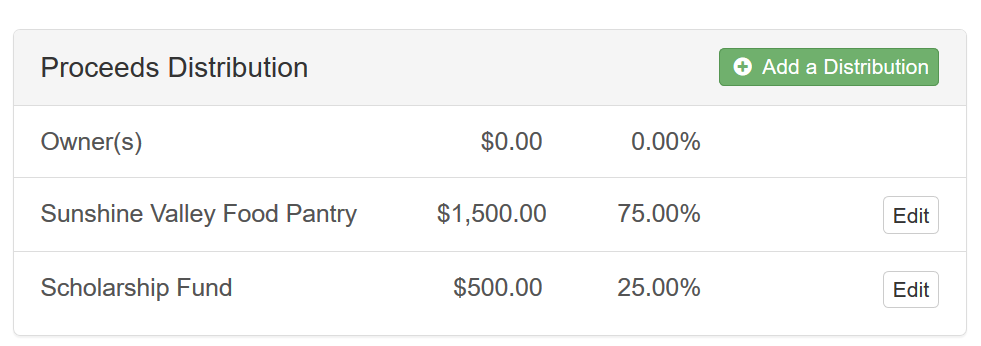 Proceeds Distribution Add a Distribution
Owner(s) $0.00 0.00%
Sunshine Valley Food Pantry $1,500.00 75.00% Edit
Scholarship Fund $500.00 25.00% Edit